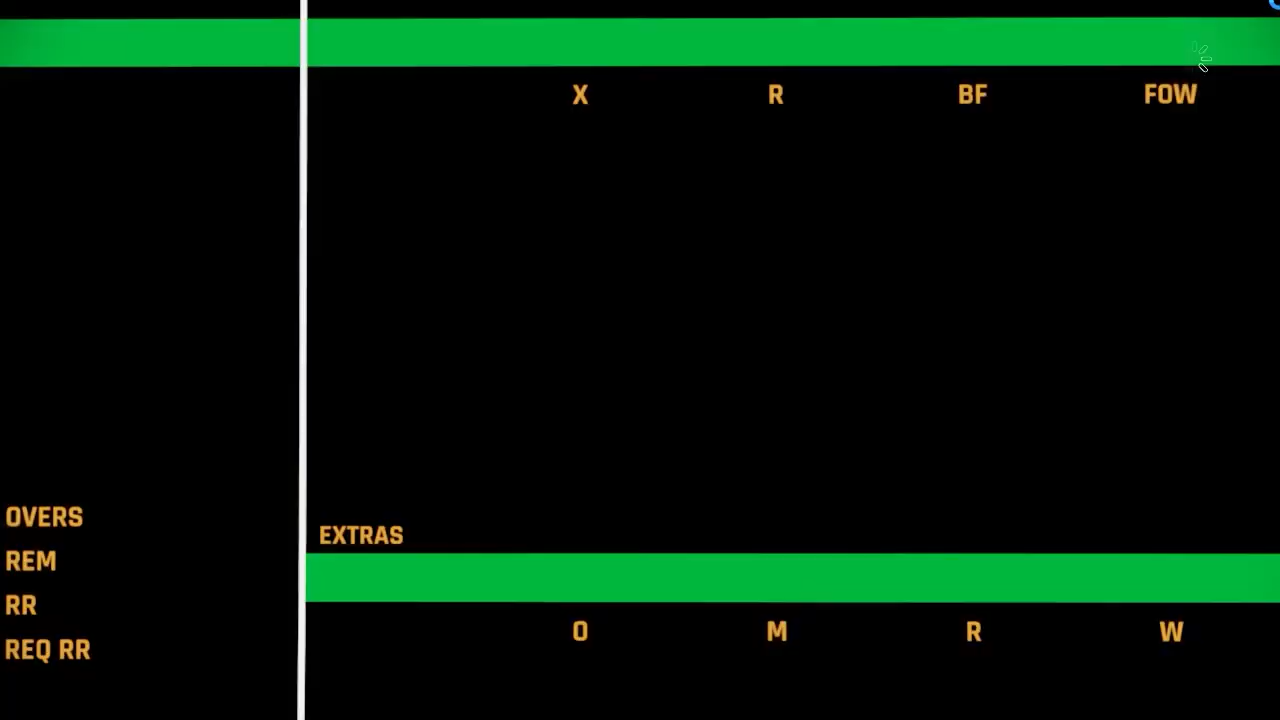 X R BF FOW
OVERS
REM
RR
REQ RR
EXTRAS
O M R W